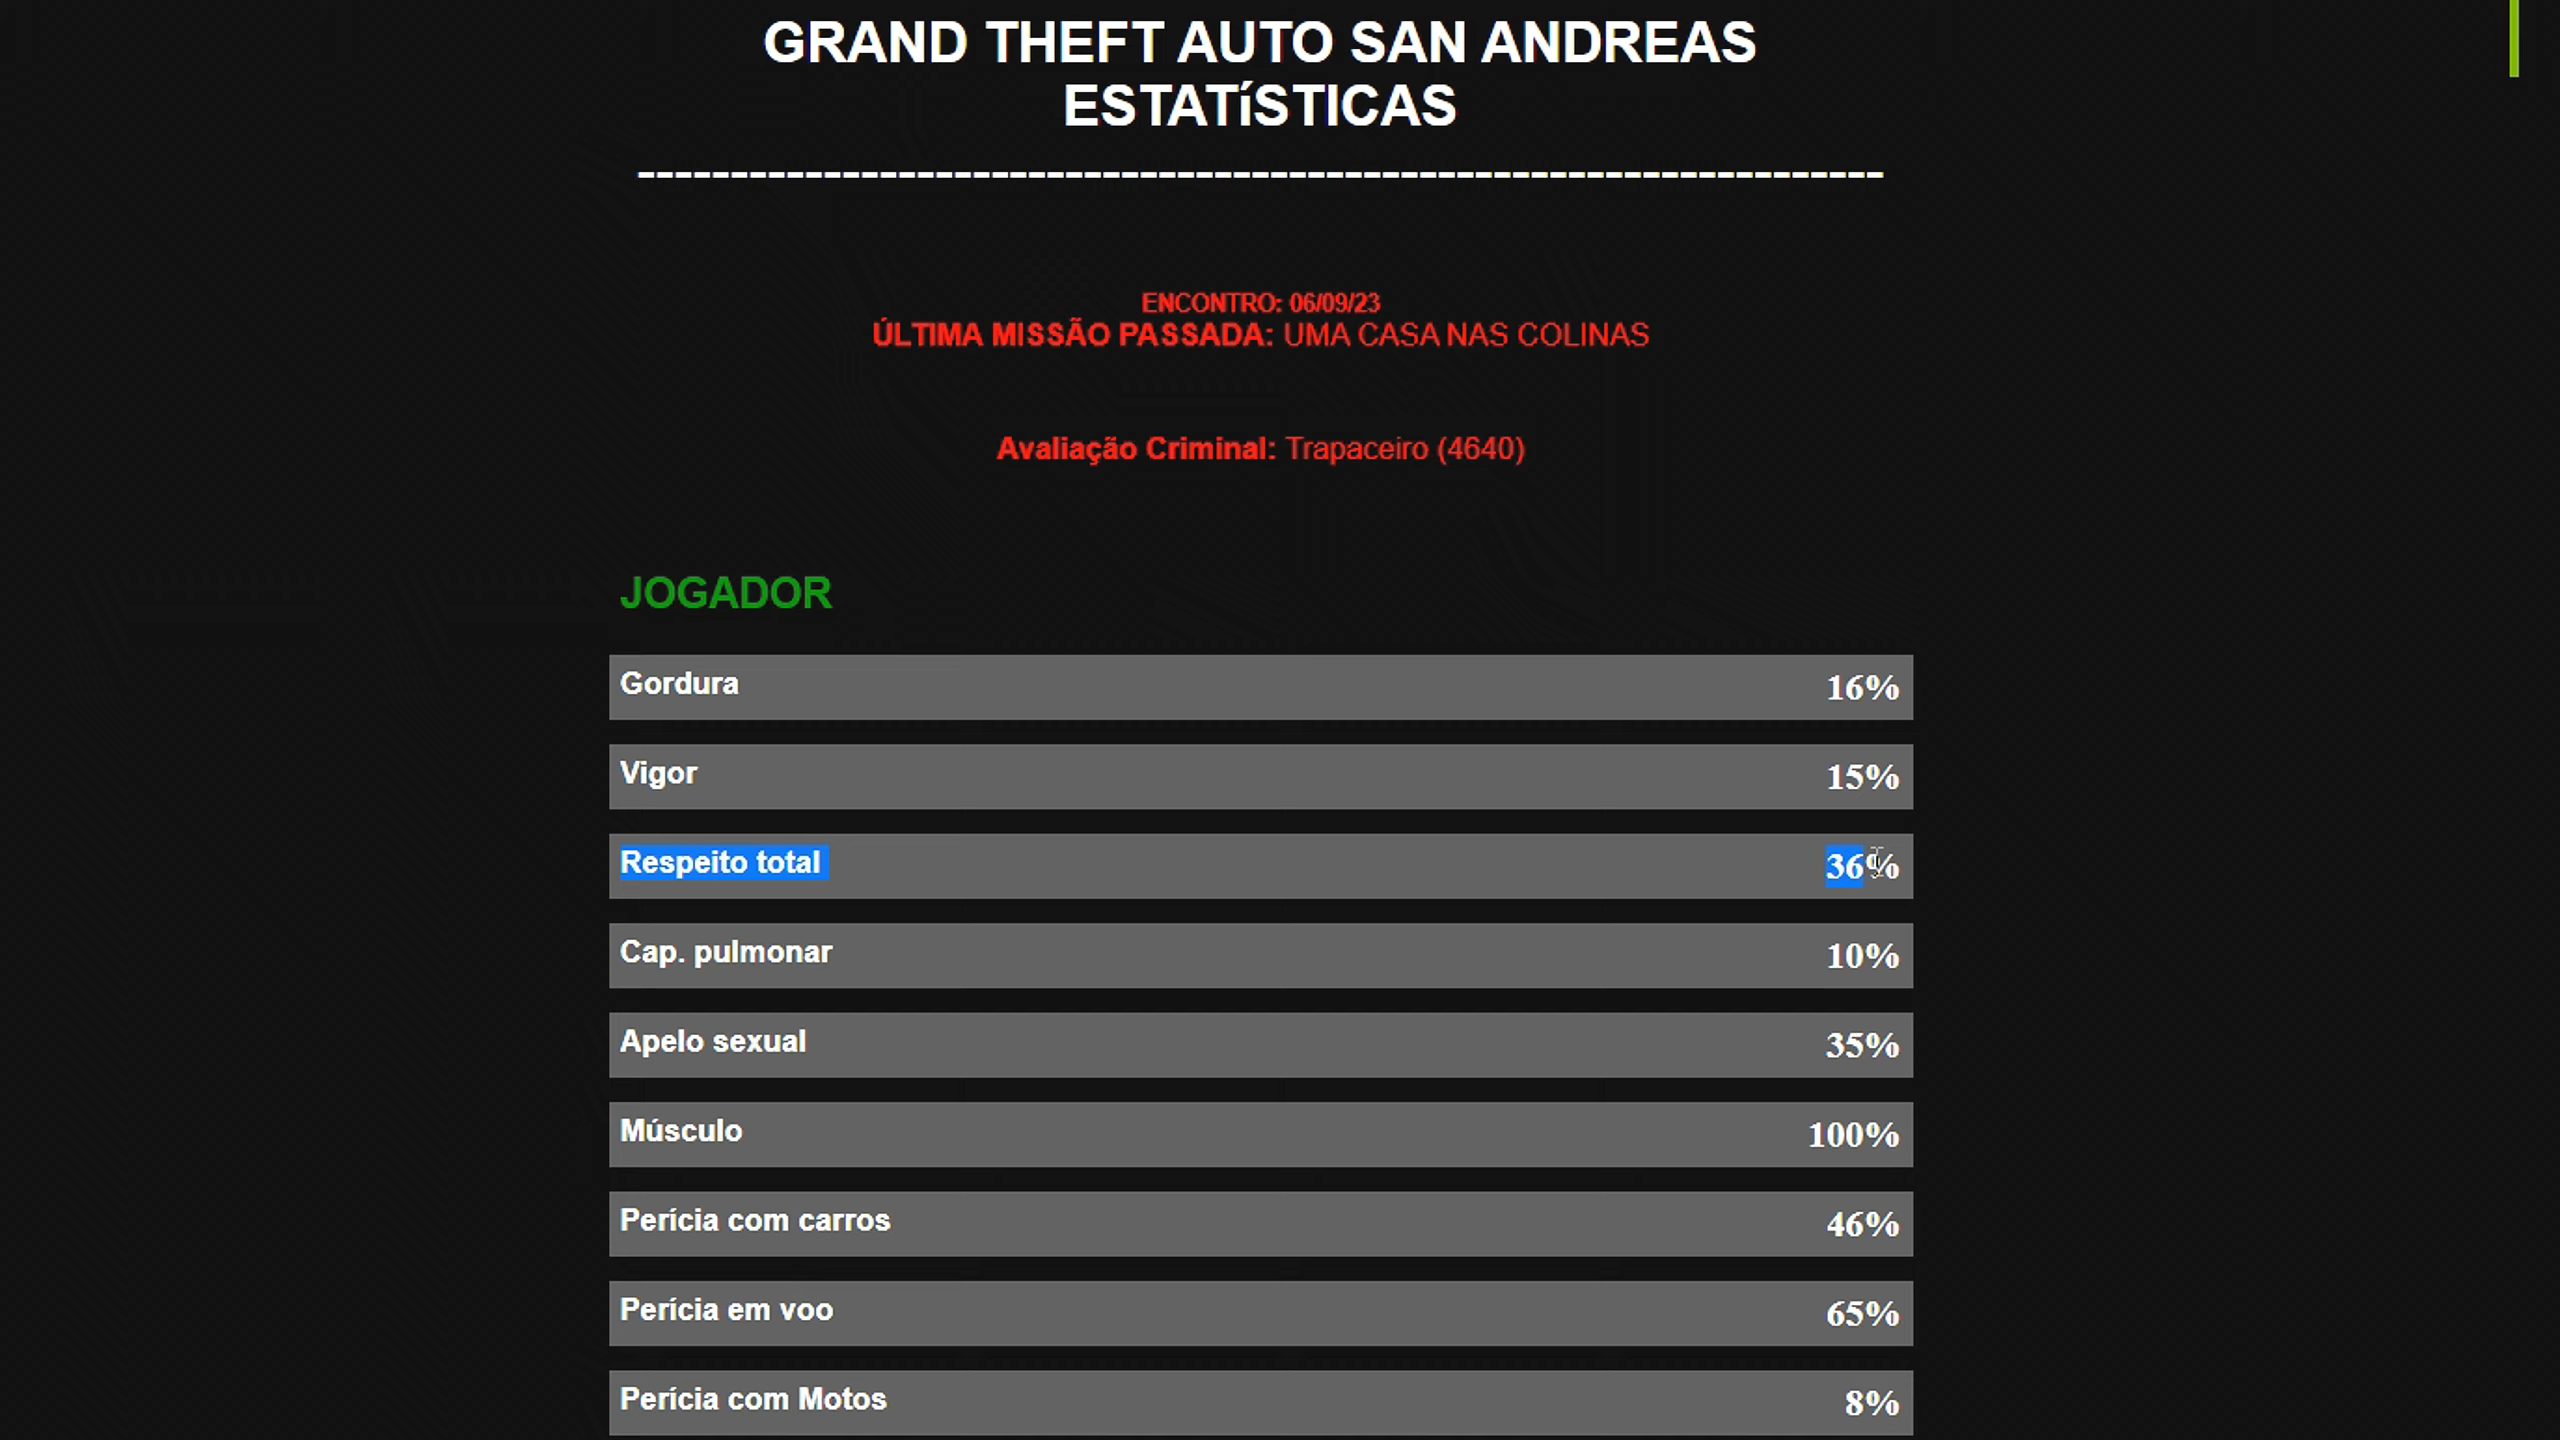 GRAND THEFT AUTO SAN ANDREAS
ESTATíSTICAS
-------------------------------------------------------------------
ENCONTRO: 06/09/23
ÚLTIMA MISSÃO PASSADA: UMA CASA NAS COLINAS
Avaliação Criminal: Trapaceiro (4640)
JOGADOR
Gordura 16%
Vigor 15%
Respeito total 36%
Cap. pulmonar 10%
Apelo sexual 35%
Músculo 100%
Perícia com carros 46%
Perícia em voo 65%
Perícia com Motos 8%